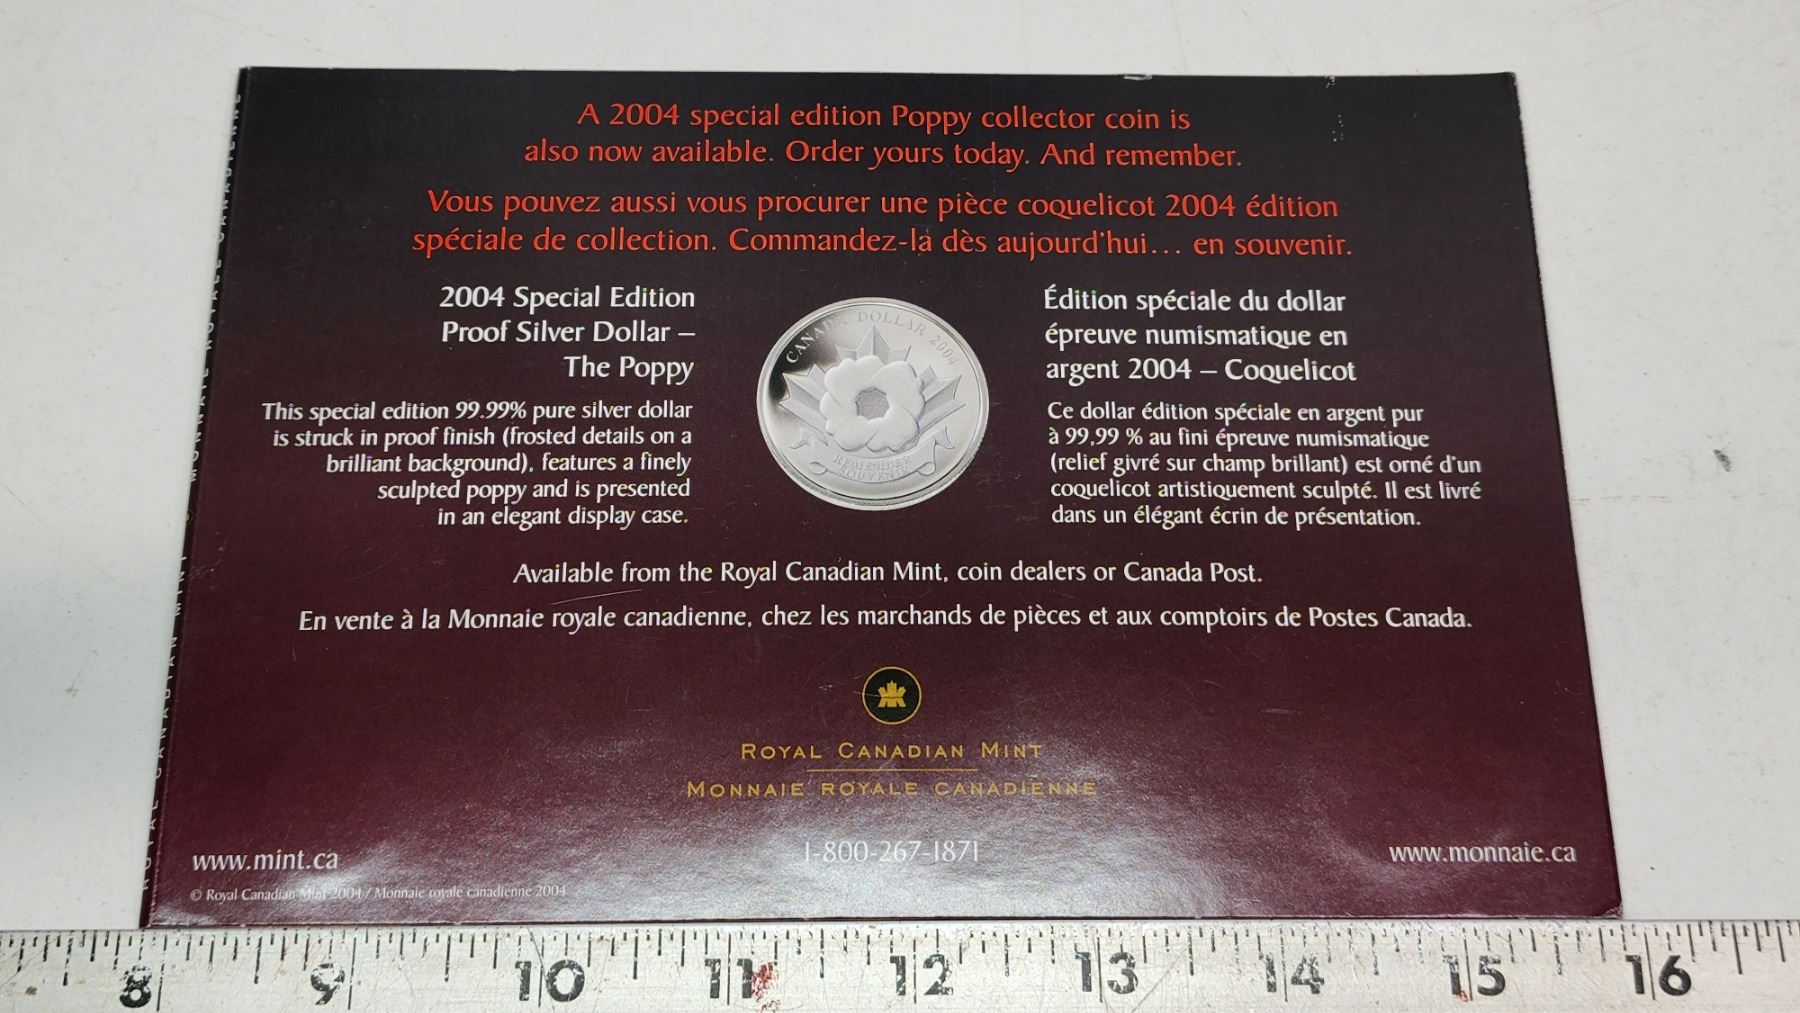 A 2004 special edition Poppy collector coin is
also now available. Order yours today. And remember.
Vous pouvez aussi vous procurer une pièce coquelicot 2004 édition
spéciale de collection. Commandez-la dès aujourd'hui... en souvenir.
2004 Special Edition
Proof Silver Dollar –
The Poppy
This special edition 99.99% pure silver dollar
is struck in proof finish (frosted details on a
brilliant background), features a finely
sculpted poppy and is presented
in an elegant display case.
CANADA DOLLAR 2004
REMEMBER
SOUVENIR
Édition spéciale du dollar
épreuve numismatique en
argent 2004 – Coquelicot
Ce dollar édition spéciale en argent pur
à 99,99 % au fini épreuve numismatique
(relief givré sur champ brillant) est orné d'un
coquelicot artistiquement sculpté. Il est livré
dans un élégant écrin de présentation.
Available from the Royal Canadian Mint, coin dealers or Canada Post.
En vente à la Monnaie royale canadienne, chez les marchands de pièces et aux comptoirs de Postes Canada.
ROYAL CANADIAN MINT
MONNAIE ROYALE CANADIENNE
www.mint.ca
1-800-267-1871
www.monnaie.ca
© Royal Canadian Mint 2004 / Monnaie royale canadienne 2004
ROYAL CANADIAN MINT MONNAIE ROYALE CANADIENNE
8 9 10 11 12 13 14 15 16